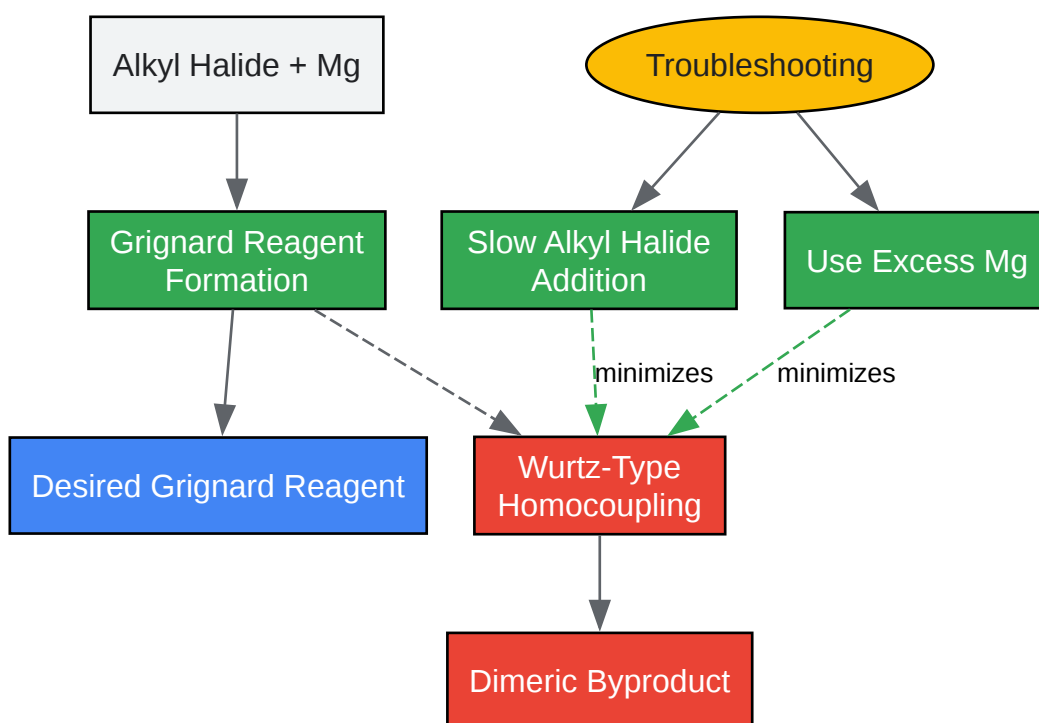 Alkyl Halide + Mg
Troubleshooting
Grignard Reagent
Formation
Slow Alkyl Halide
Addition
Use Excess Mg
minimizes
minimizes
Desired Grignard Reagent
Wurtz-Type
Homocoupling
Dimeric Byproduct